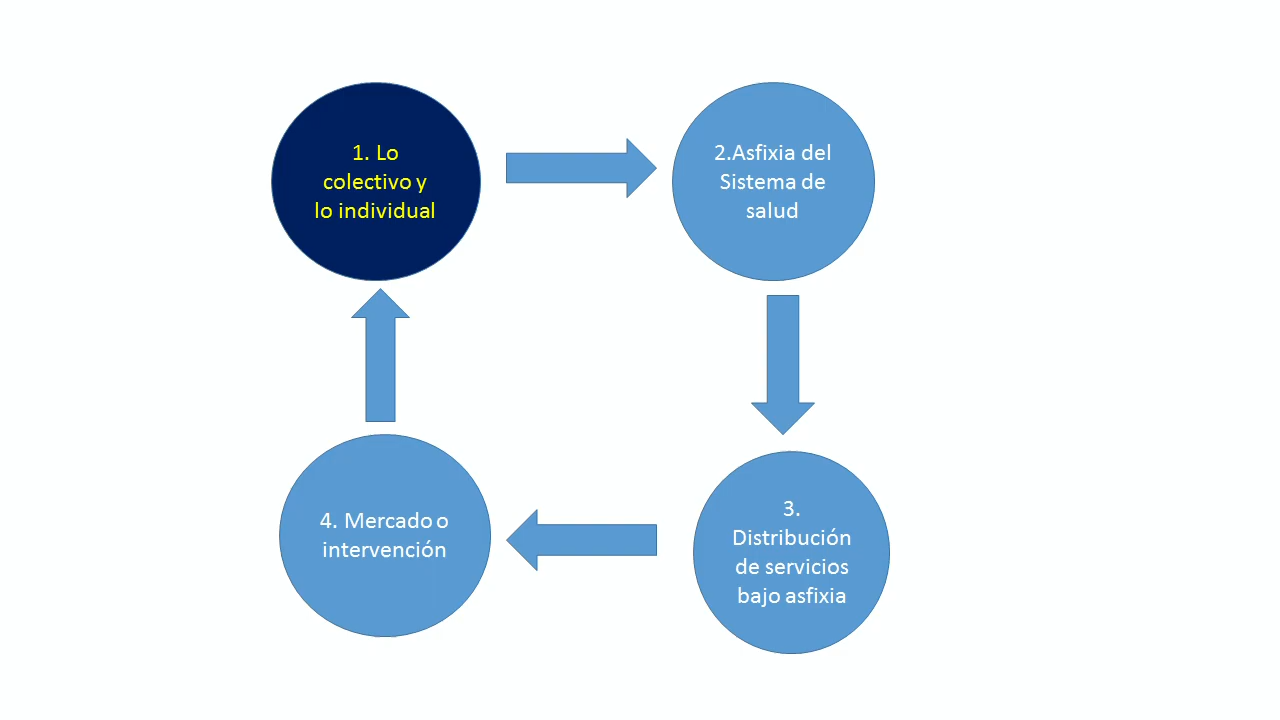 1. Lo
colectivo y
lo individual
2.Asfixia del
Sistema de
salud
3.
Distribución
de servicios
bajo asfixia
4. Mercado o
intervención